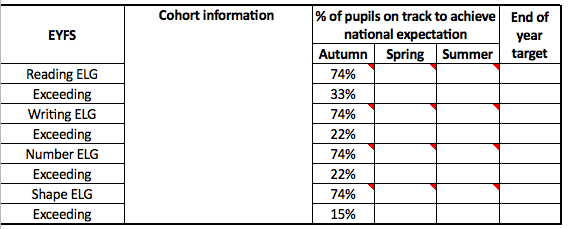 EYFS
Cohort information
% of pupils on track to achieve
national expectation
End of
year
target
Autumn Spring Summer
Reading ELG 74%
Exceeding 33%
Writing ELG 74%
Exceeding 22%
Number ELG 74%
Exceeding 22%
Shape ELG 74%
Exceeding 15%